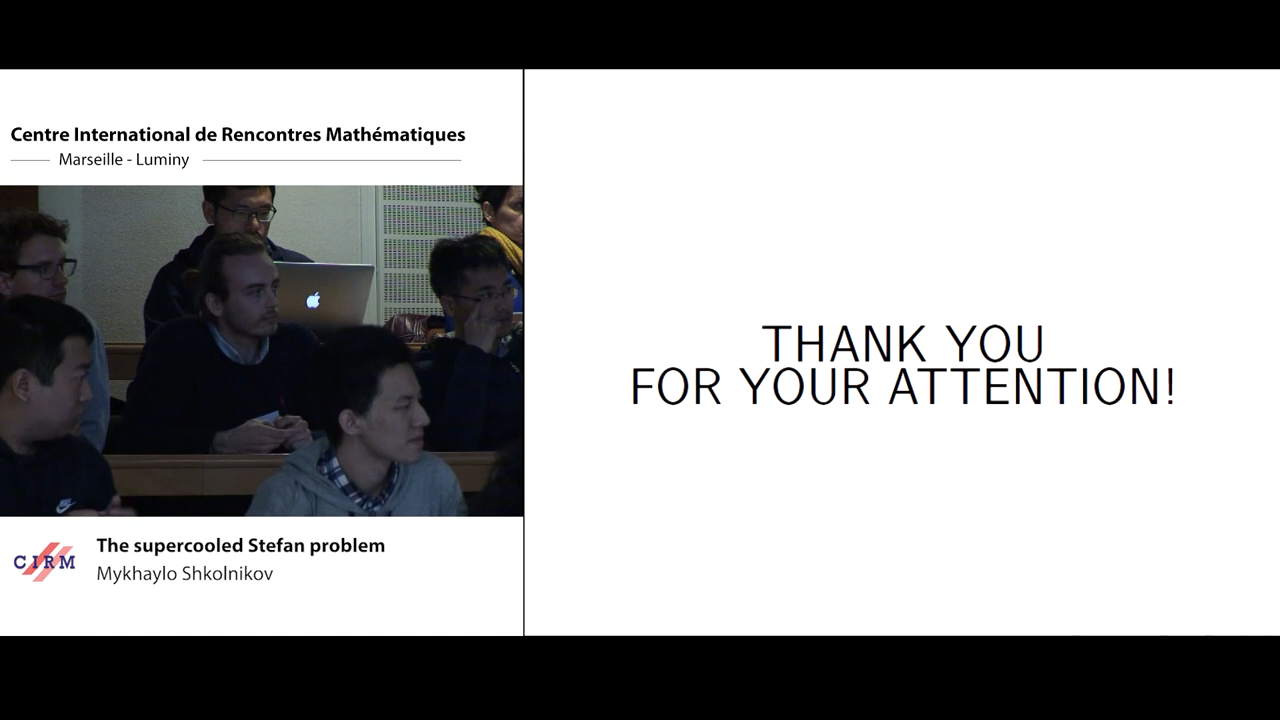 Centre International de Rencontres Mathématiques
Marseille - Luminy
CIRM
The supercooled Stefan problem
Mykhaylo Shkolnikov
THANK YOU
FOR YOUR ATTENTION!